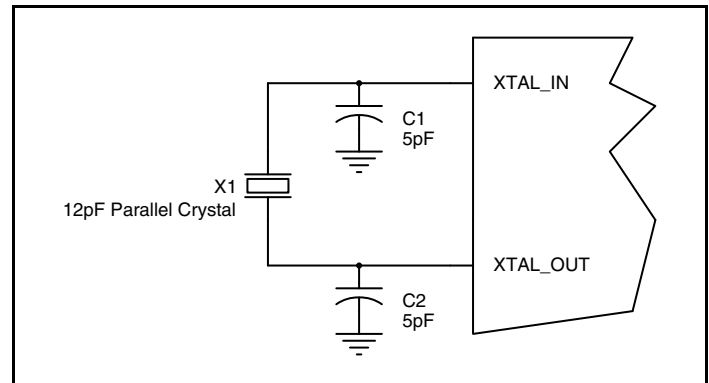 XTAL_IN
C1
5pF
X1
12pF Parallel Crystal
XTAL_OUT
C2
5pF